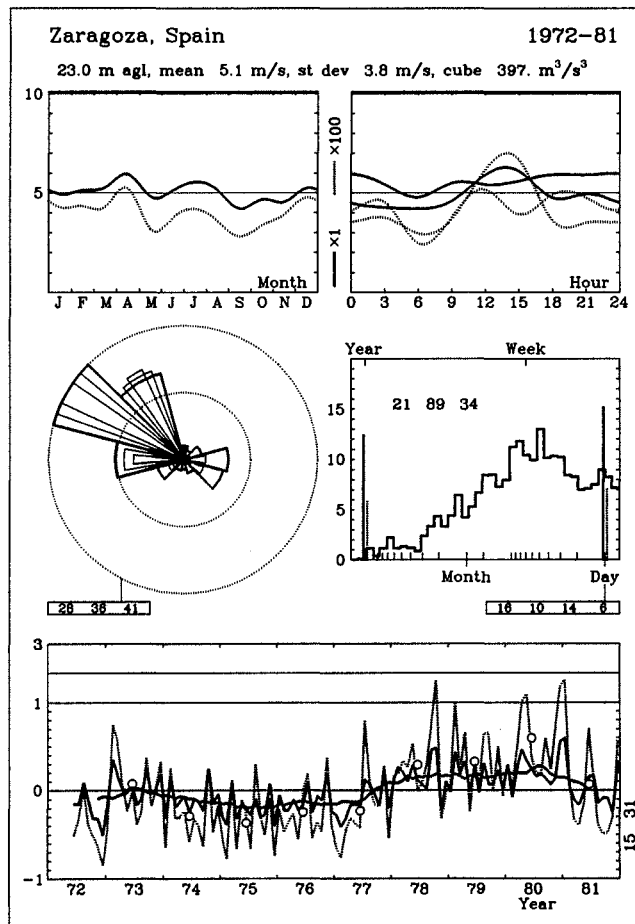 Zaragoza, Spain 1972-81
23.0 m agl, mean 5.1 m/s, st dev 3.8 m/s, cube 397. m³/s³
10
5
Month
J F M A M J J A S O N D
×1 ×100
Hour
0 3 6 9 12 15 18 21 24
28 36 41
Year Week
21 89 34
15
10
5
0
Month Day
16 10 14 6
3
1
0
-1
72 73 74 75 76 77 78 79 80 81
Year
15 31